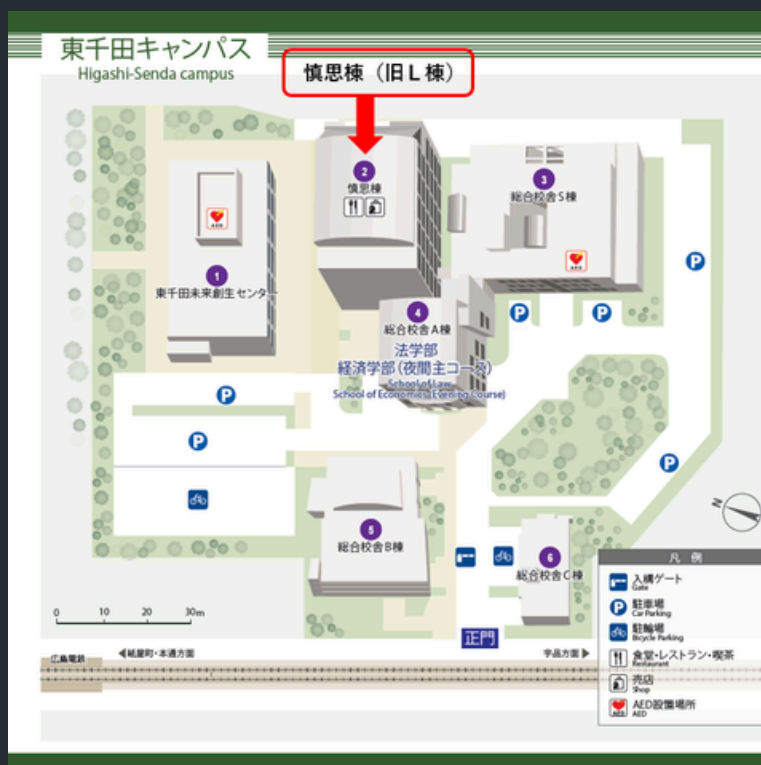 東千田キャンパス
Higashi-Senda campus
慎思棟（旧Ｌ棟）
2
慎思棟
3
総合校舎S棟
AED
AED
1
東千田未来創生センター
P
4
総合校舎A棟
P
P
法学部
経済学部(夜間主コース)
School of Law
School of Economics (Evening course)
P
P
P
5
総合校舎B棟
6
総合校舎C棟
N
0 10 20 30m
正門
広島電鉄
◀紙屋町・本通方面
宇品方面▶
凡例
入構ゲート
Gate
P
駐車場
Car Parking
駐輪場
Bicycle Parking
食堂・レストラン・喫茶
Restaurant
売店
Shop
AED設置場所
AED
AED